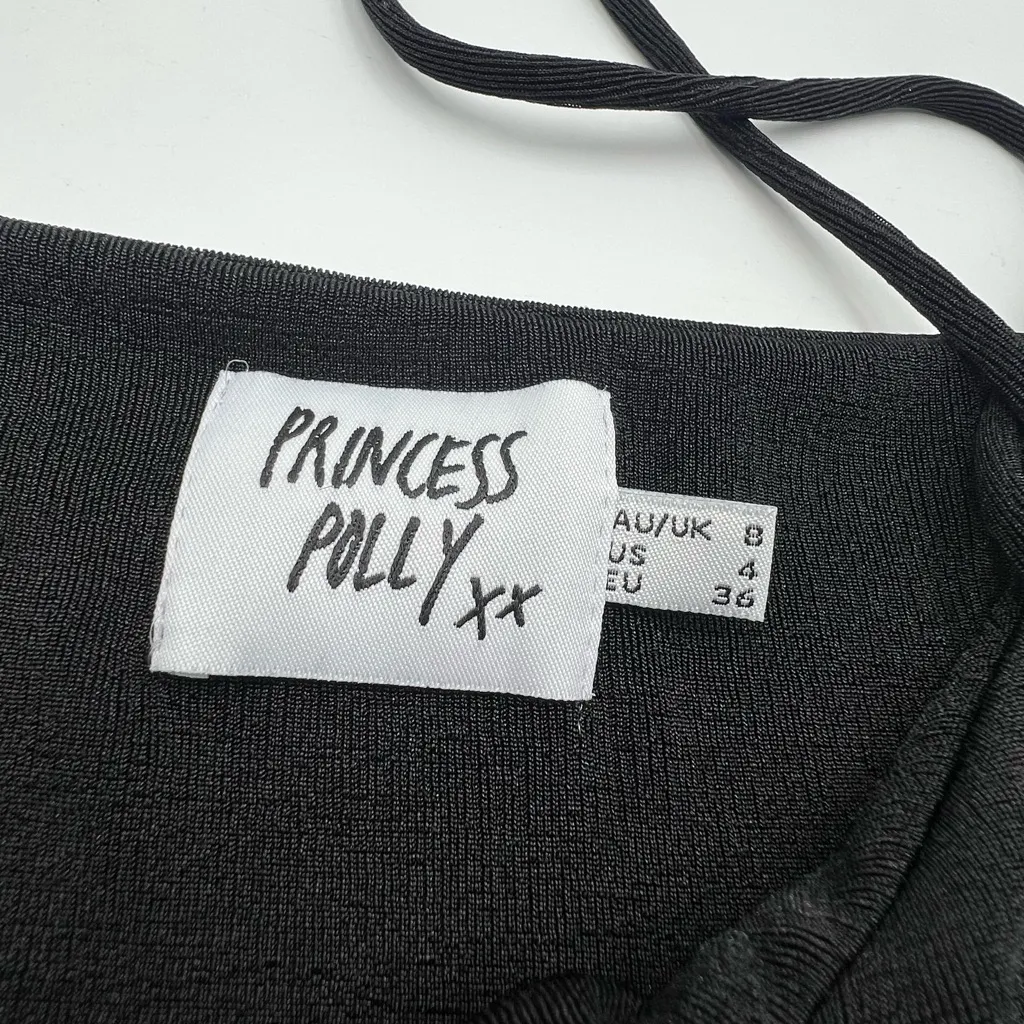 PRINCESS
POLLY xx
AU/UK 8
US 4
EU 36